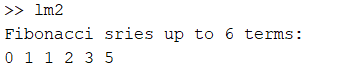 >> lm2
Fibonacci sries up to 6 terms:
0 1 1 2 3 5